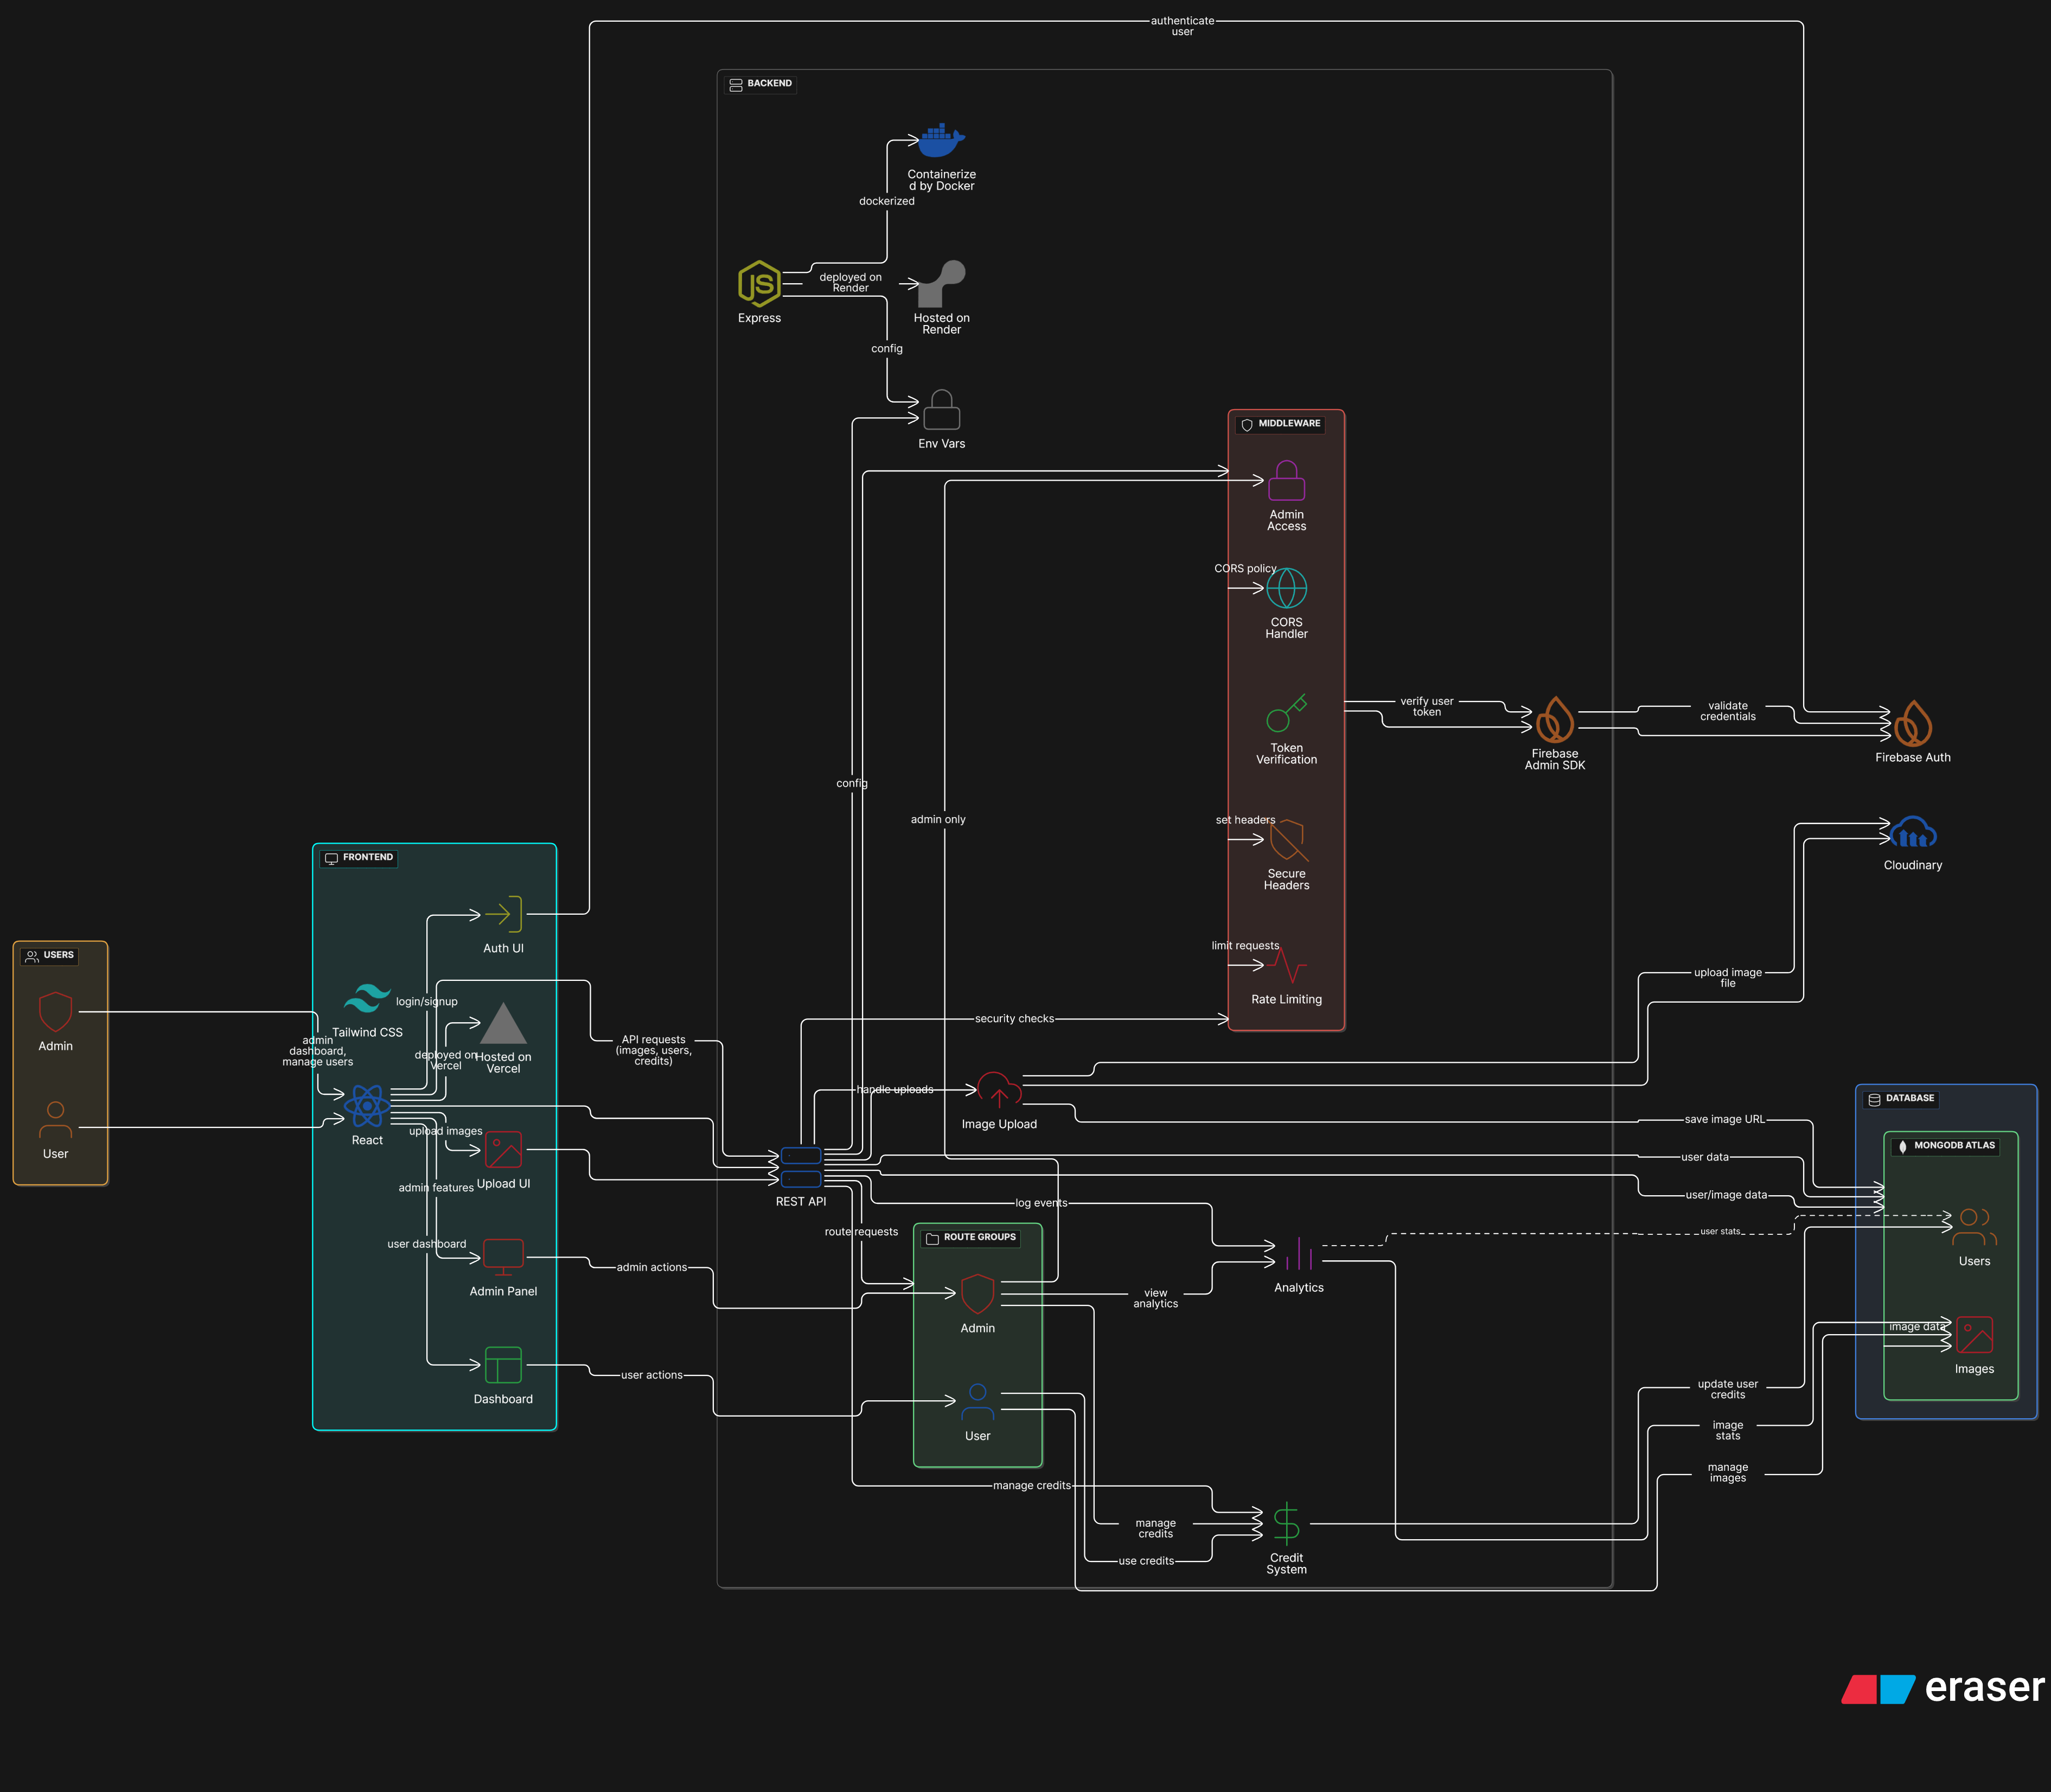 authenticate
user
BACKEND
Containerize
d by Docker
dockerized
JS
deployed on
Render
Express
Hosted on
Render
config
Env Vars
MIDDLEWARE
Admin
Access
CORS policy
CORS
Handler
verify user
token
Token
Verification
Firebase
Admin SDK
validate
credentials
Firebase Auth
config
admin only
set headers
Secure
Headers
Cloudinary
limit requests
Rate Limiting
upload image
file
security checks
FRONTEND
Auth UI
login/signup
Tailwind CSS
USERS
Admin
User
admin
dashboard,
manage users
deployed on
Vercel
Hosted on
Vercel
API requests
(images, users,
credits)
React
upload images
Upload UI
admin features
user dashboard
Admin Panel
Dashboard
admin actions
user actions
handle uploads
Image Upload
REST API
route requests
log events
ROUTE GROUPS
Admin
User
view
analytics
Analytics
manage credits
manage
credits
use credits
Credit
System
save image URL
user data
user/image data
user stats
DATABASE
MONGODB ATLAS
Users
image data
Images
update user
credits
image
stats
manage
images
eraser